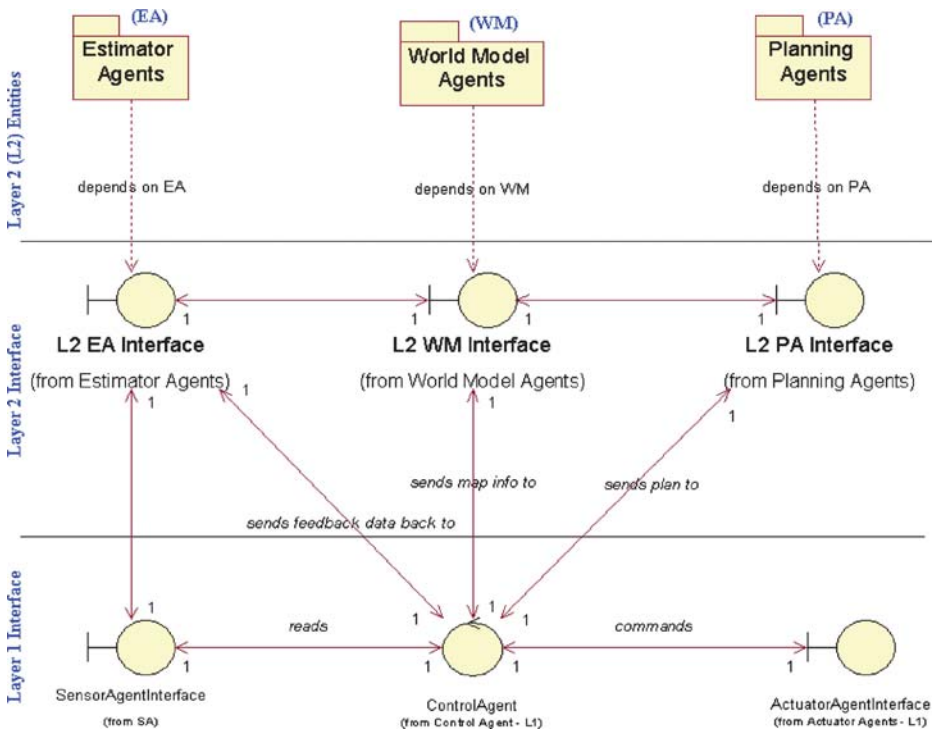 (EA)
(WM)
(PA)
Estimator
Agents
World Model
Agents
Planning
Agents
Layer 2 (L2) Entities
depends on EA
depends on WM
depends on PA
Layer 2 Interface
1
1
1
1
L2 EA Interface
(from Estimator Agents)
L2 WM Interface
(from World Model Agents)
L2 PA Interface
(from Planning Agents)
1
1
1
1
sends map info to
sends plan to
sends feedback data back to
Layer 1 Interface
1
1
1
1
reads
commands
1
1
1
1
SensorAgentInterface
(from SA)
ControlAgent
(from Control Agent - L1)
ActuatorAgentInterface
(from Actuator Agents - L1)